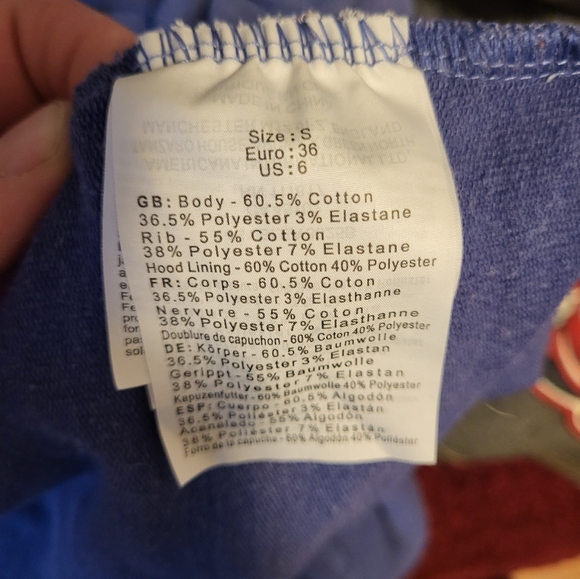 Size : S
Euro : 36
US : 6
GB: Body - 60.5% Cotton
36.5% Polyester 3% Elastane
Rib - 55% Cotton
38% Polyester 7% Elastane
Hood Lining - 60% Cotton 40% Polyester
FR: Corps - 60.5% Coton
36.5% Polyester 3% Elasthanne
Nervure - 55% Coton
38% Polyester 7% Elasthanne
Doublure de capuchon - 60% Coton 40% Polyester
DE: Körper - 60.5% Baumwolle
36.5% Polyester 3% Elastan
Gerippt - 55% Baumwolle
38% Polyester 7% Elastan
Kapuzenfutter - 60% Baumwolle 40% Polyester
ESP: Cuerpo - 60.5% Algodón
36.5% Poliéster 3% Elastán
Acanalado - 55% Algodón
38% Poliéster 7% Elastán
Forro de la capucha - 60% Algodón 40% Poliéster